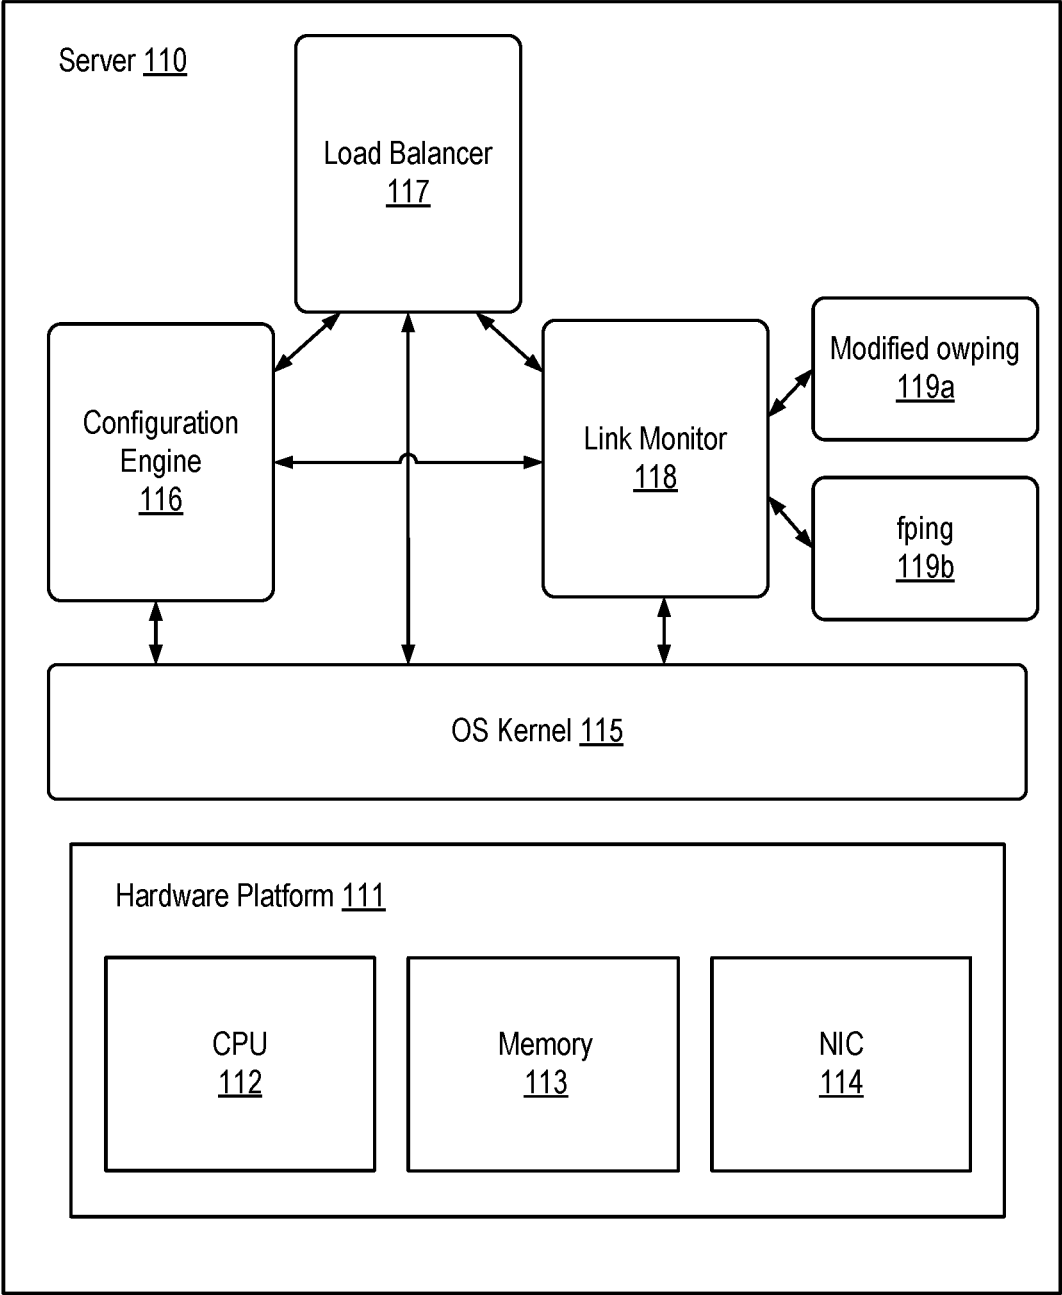 Server 110
Load Balancer
117
Configuration
Engine
116
Link Monitor
118
Modified owping
119a
fping
119b
OS Kernel 115
Hardware Platform 111
CPU
112
Memory
113
NIC
114